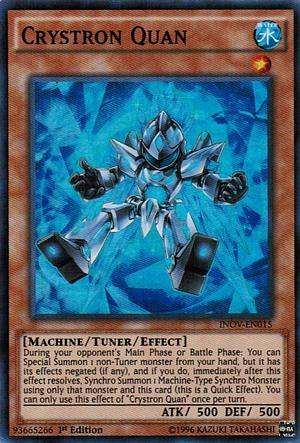 CRYSTRON QUAN
WATER
水
INOV-EN015
[MACHINE/TUNER/EFFECT]
During your opponent's Main Phase or Battle Phase: You can
Special Summon 1 non-Tuner monster from your hand, but it has
its effects negated (if any), and if you do, immediately after this
effect resolves, Synchro Summon 1 Machine-Type Synchro Monster
using only that monster and this card (this is a Quick Effect). You
can only use this effect of "Crystron Quan" once per turn.
ATK/ 500 DEF/ 500
93665266 1st Edition ©1996 KAZUKI TAKAHASHI